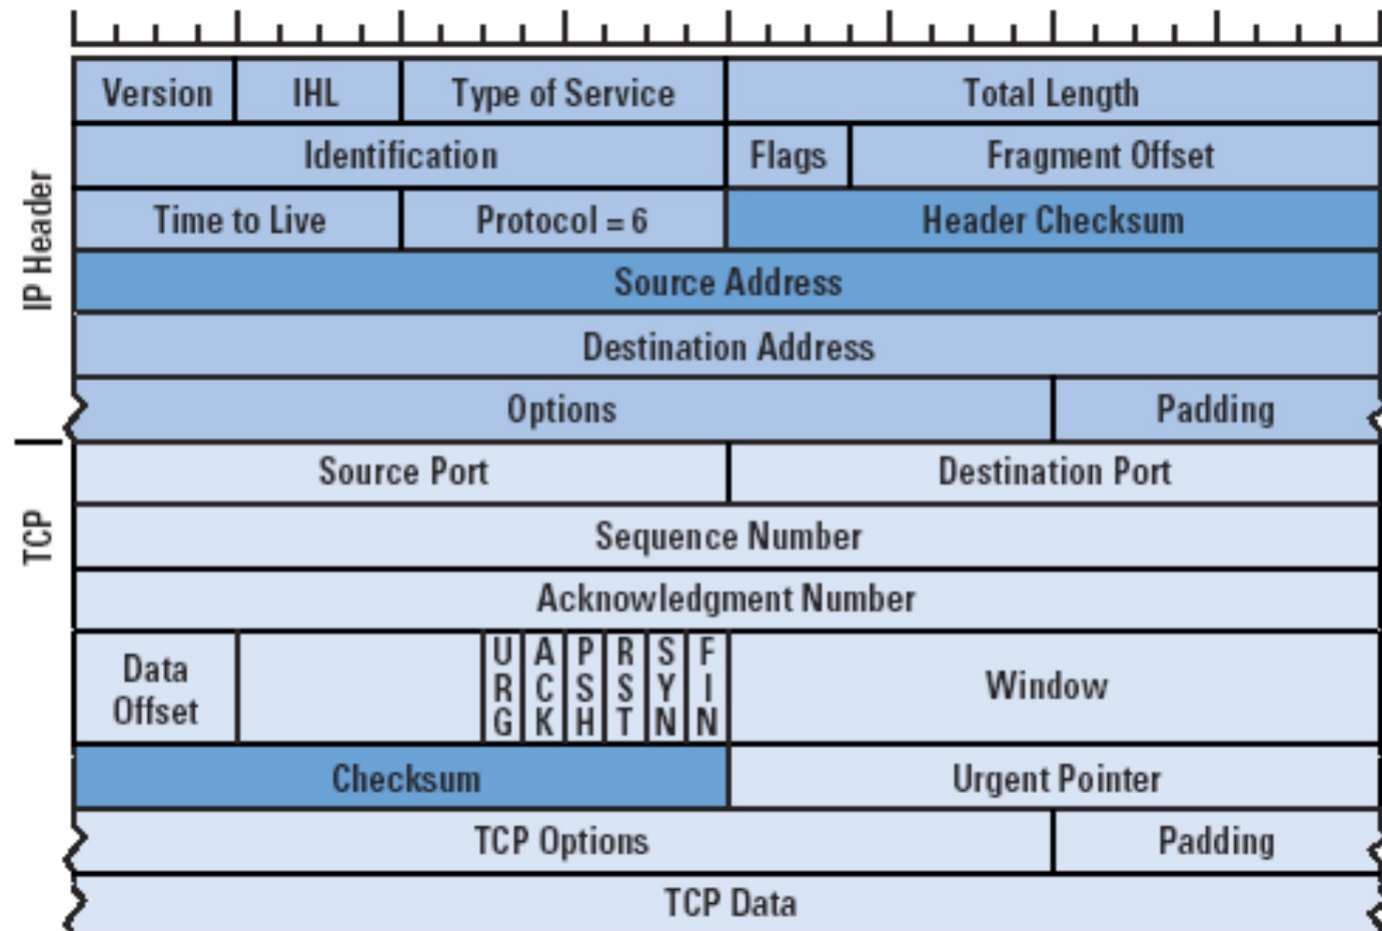 Version IHL Type of Service Total Length
Identification Flags Fragment Offset
Time to Live Protocol = 6 Header Checksum
Source Address
Destination Address
Options Padding
IP Header
Source Port Destination Port
Sequence Number
Acknowledgment Number
Data
Offset
URG ACK PSH RST SYN FIN
Window
Checksum Urgent Pointer
TCP Options Padding
TCP Data
TCP